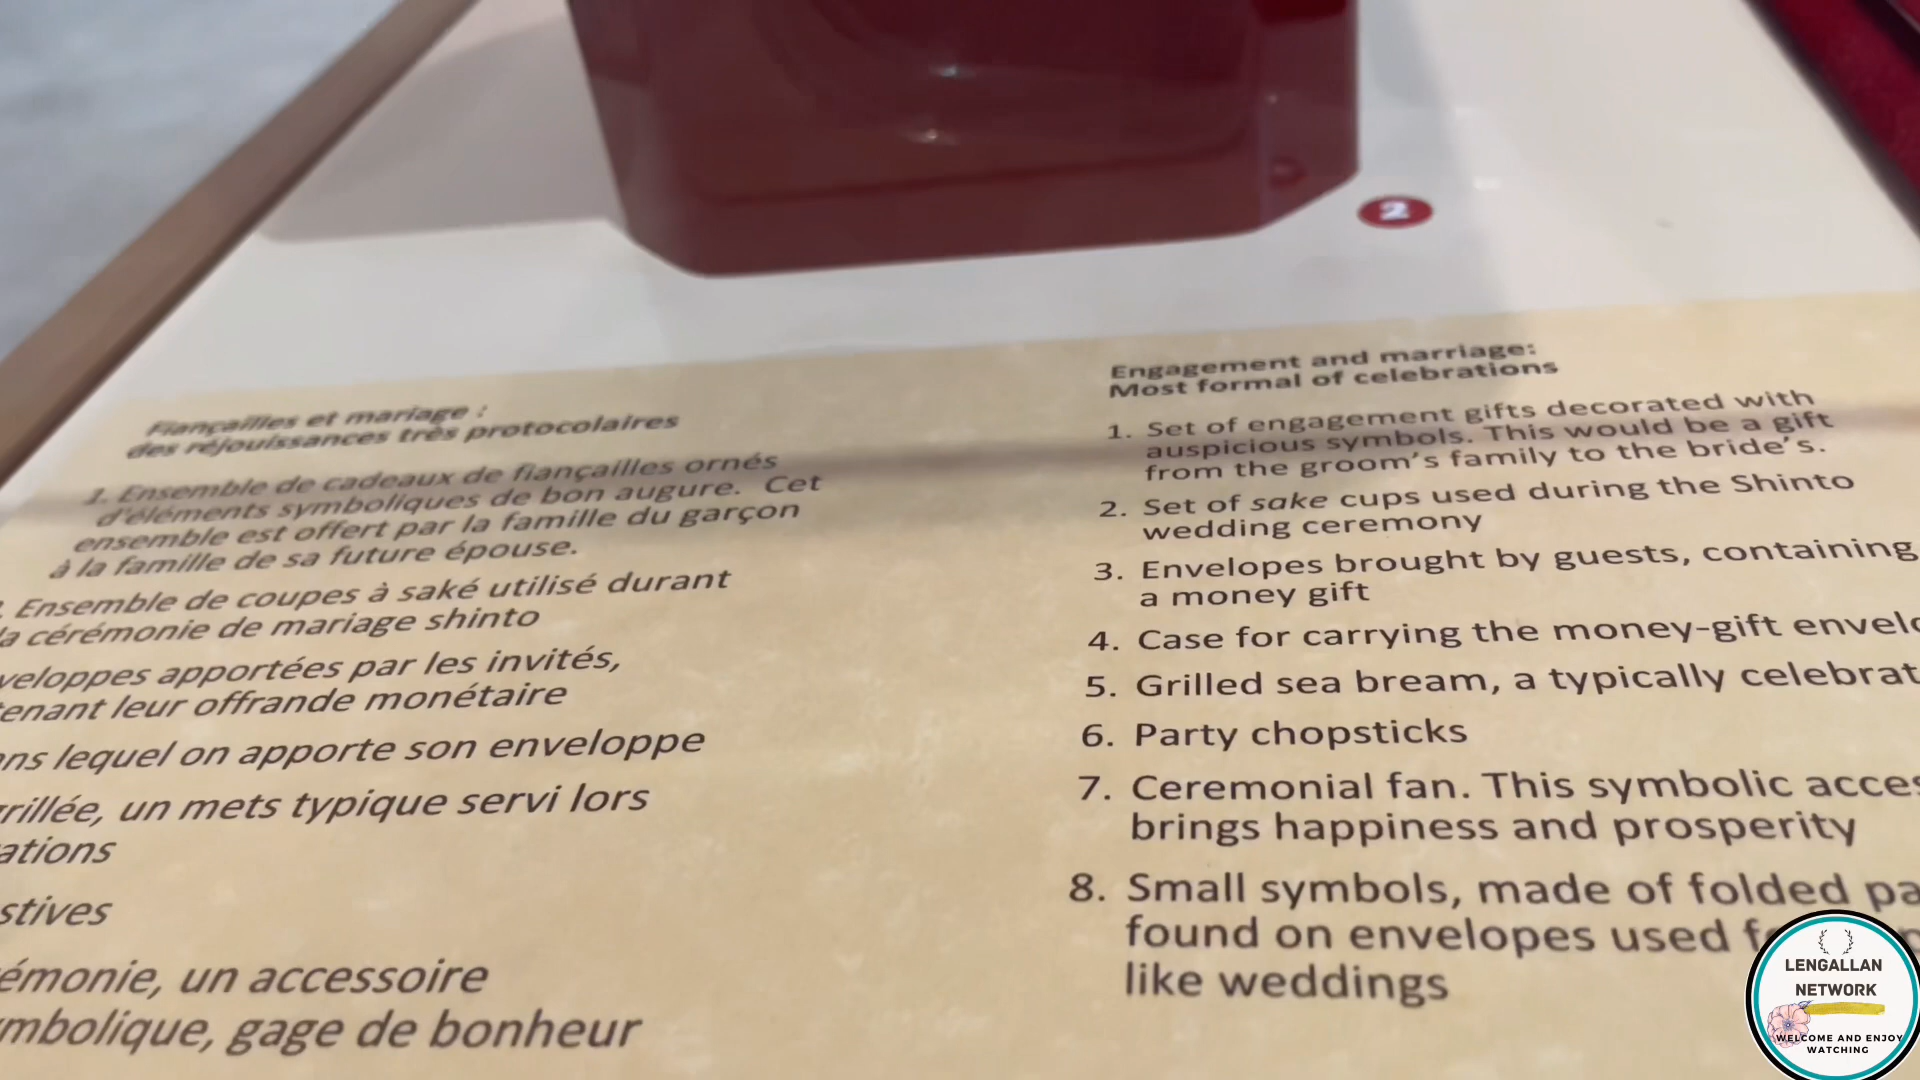 2
Fiançailles et mariage :
des réjouissances très protocolaires
1. Ensemble de cadeaux de fiançailles ornés
d'éléments symboliques de bon augure. Cet
ensemble est offert par la famille du garçon
à la famille de sa future épouse.
. Ensemble de coupes à saké utilisé durant
la cérémonie de mariage shinto
veloppes apportées par les invités,
tenant leur offrande monétaire
ns lequel on apporte son enveloppe
grillée, un mets typique servi lors
ations
stives
émonie, un accessoire
mbolique, gage de bonheur
Engagement and marriage:
Most formal of celebrations
1. Set of engagement gifts decorated with
auspicious symbols. This would be a gift
from the groom's family to the bride's.
2. Set of sake cups used during the Shinto
wedding ceremony
3. Envelopes brought by guests, containing
a money gift
4. Case for carrying the money-gift envelo
5. Grilled sea bream, a typically celebrat
6. Party chopsticks
7. Ceremonial fan. This symbolic acces
brings happiness and prosperity
8. Small symbols, made of folded pa
found on envelopes used
like weddings
LENGALLAN
NETWORK
WELCOME AND ENJOY
WATCHING